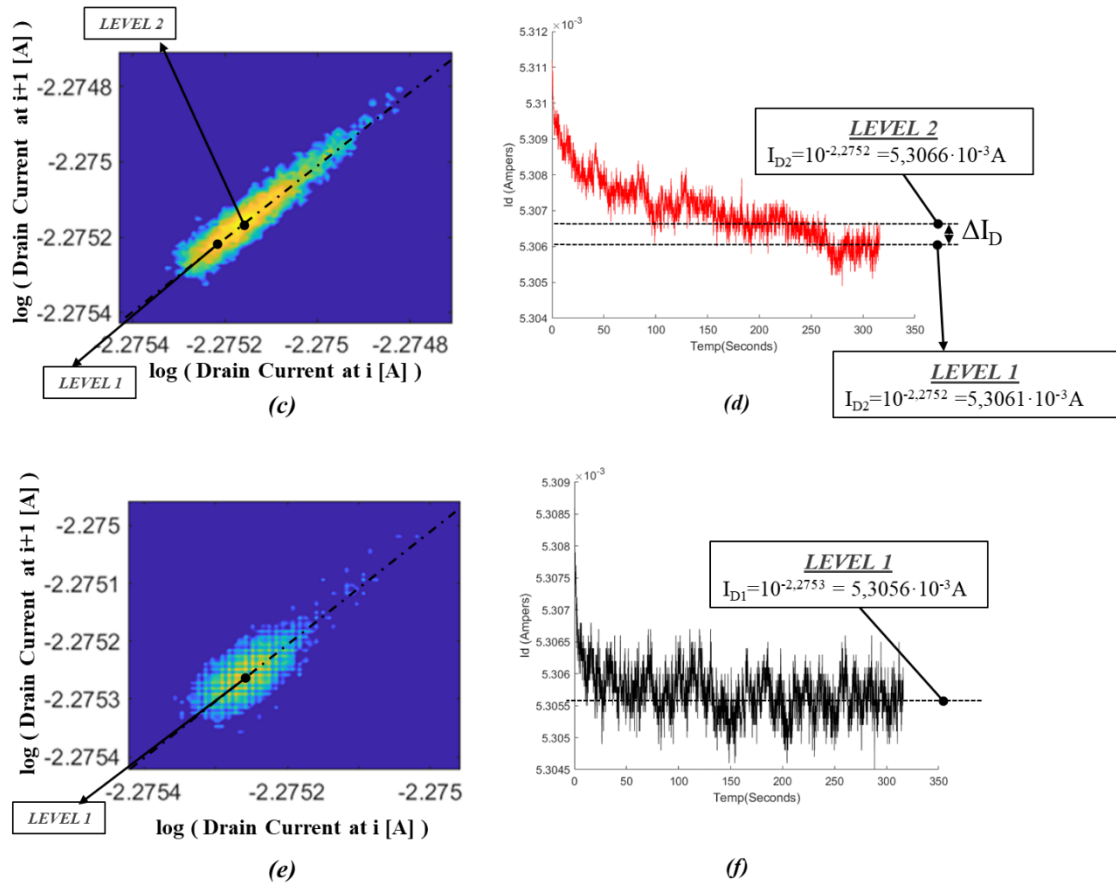 LEVEL 2
log ( Drain Current at i+1 [A] )
-2.2748
-2.275
-2.2752
-2.2754
-2.2754 -2.2752 -2.275 -2.2748
log ( Drain Current at i [A] )
LEVEL 1
(c)
×10-3
5.311
5.31
5.309
5.308
5.307
5.306
5.305
5.304
Id (Ampers)
0 50 100 150 200 250 300 350
Temp(Seconds)
LEVEL 2
ID2=10-2,2752 =5,3066·10-3A
ΔID
LEVEL 1
ID2=10-2,2752 =5,3061·10-3A
(d)
log ( Drain Current at i+1 [A] )
-2.275
-2.2751
-2.2752
-2.2753
-2.2754
-2.2754 -2.2752 -2.275
log ( Drain Current at i [A] )
LEVEL 1
(e)
×10-3
5.309
5.3085
5.308
5.3075
5.307
5.3065
5.306
5.3055
5.305
5.3045
Id (Ampers)
0 50 100 150 200 250 300 350
Temp(Seconds)
LEVEL 1
ID1=10-2,2753 = 5,3056·10-3A
(f)